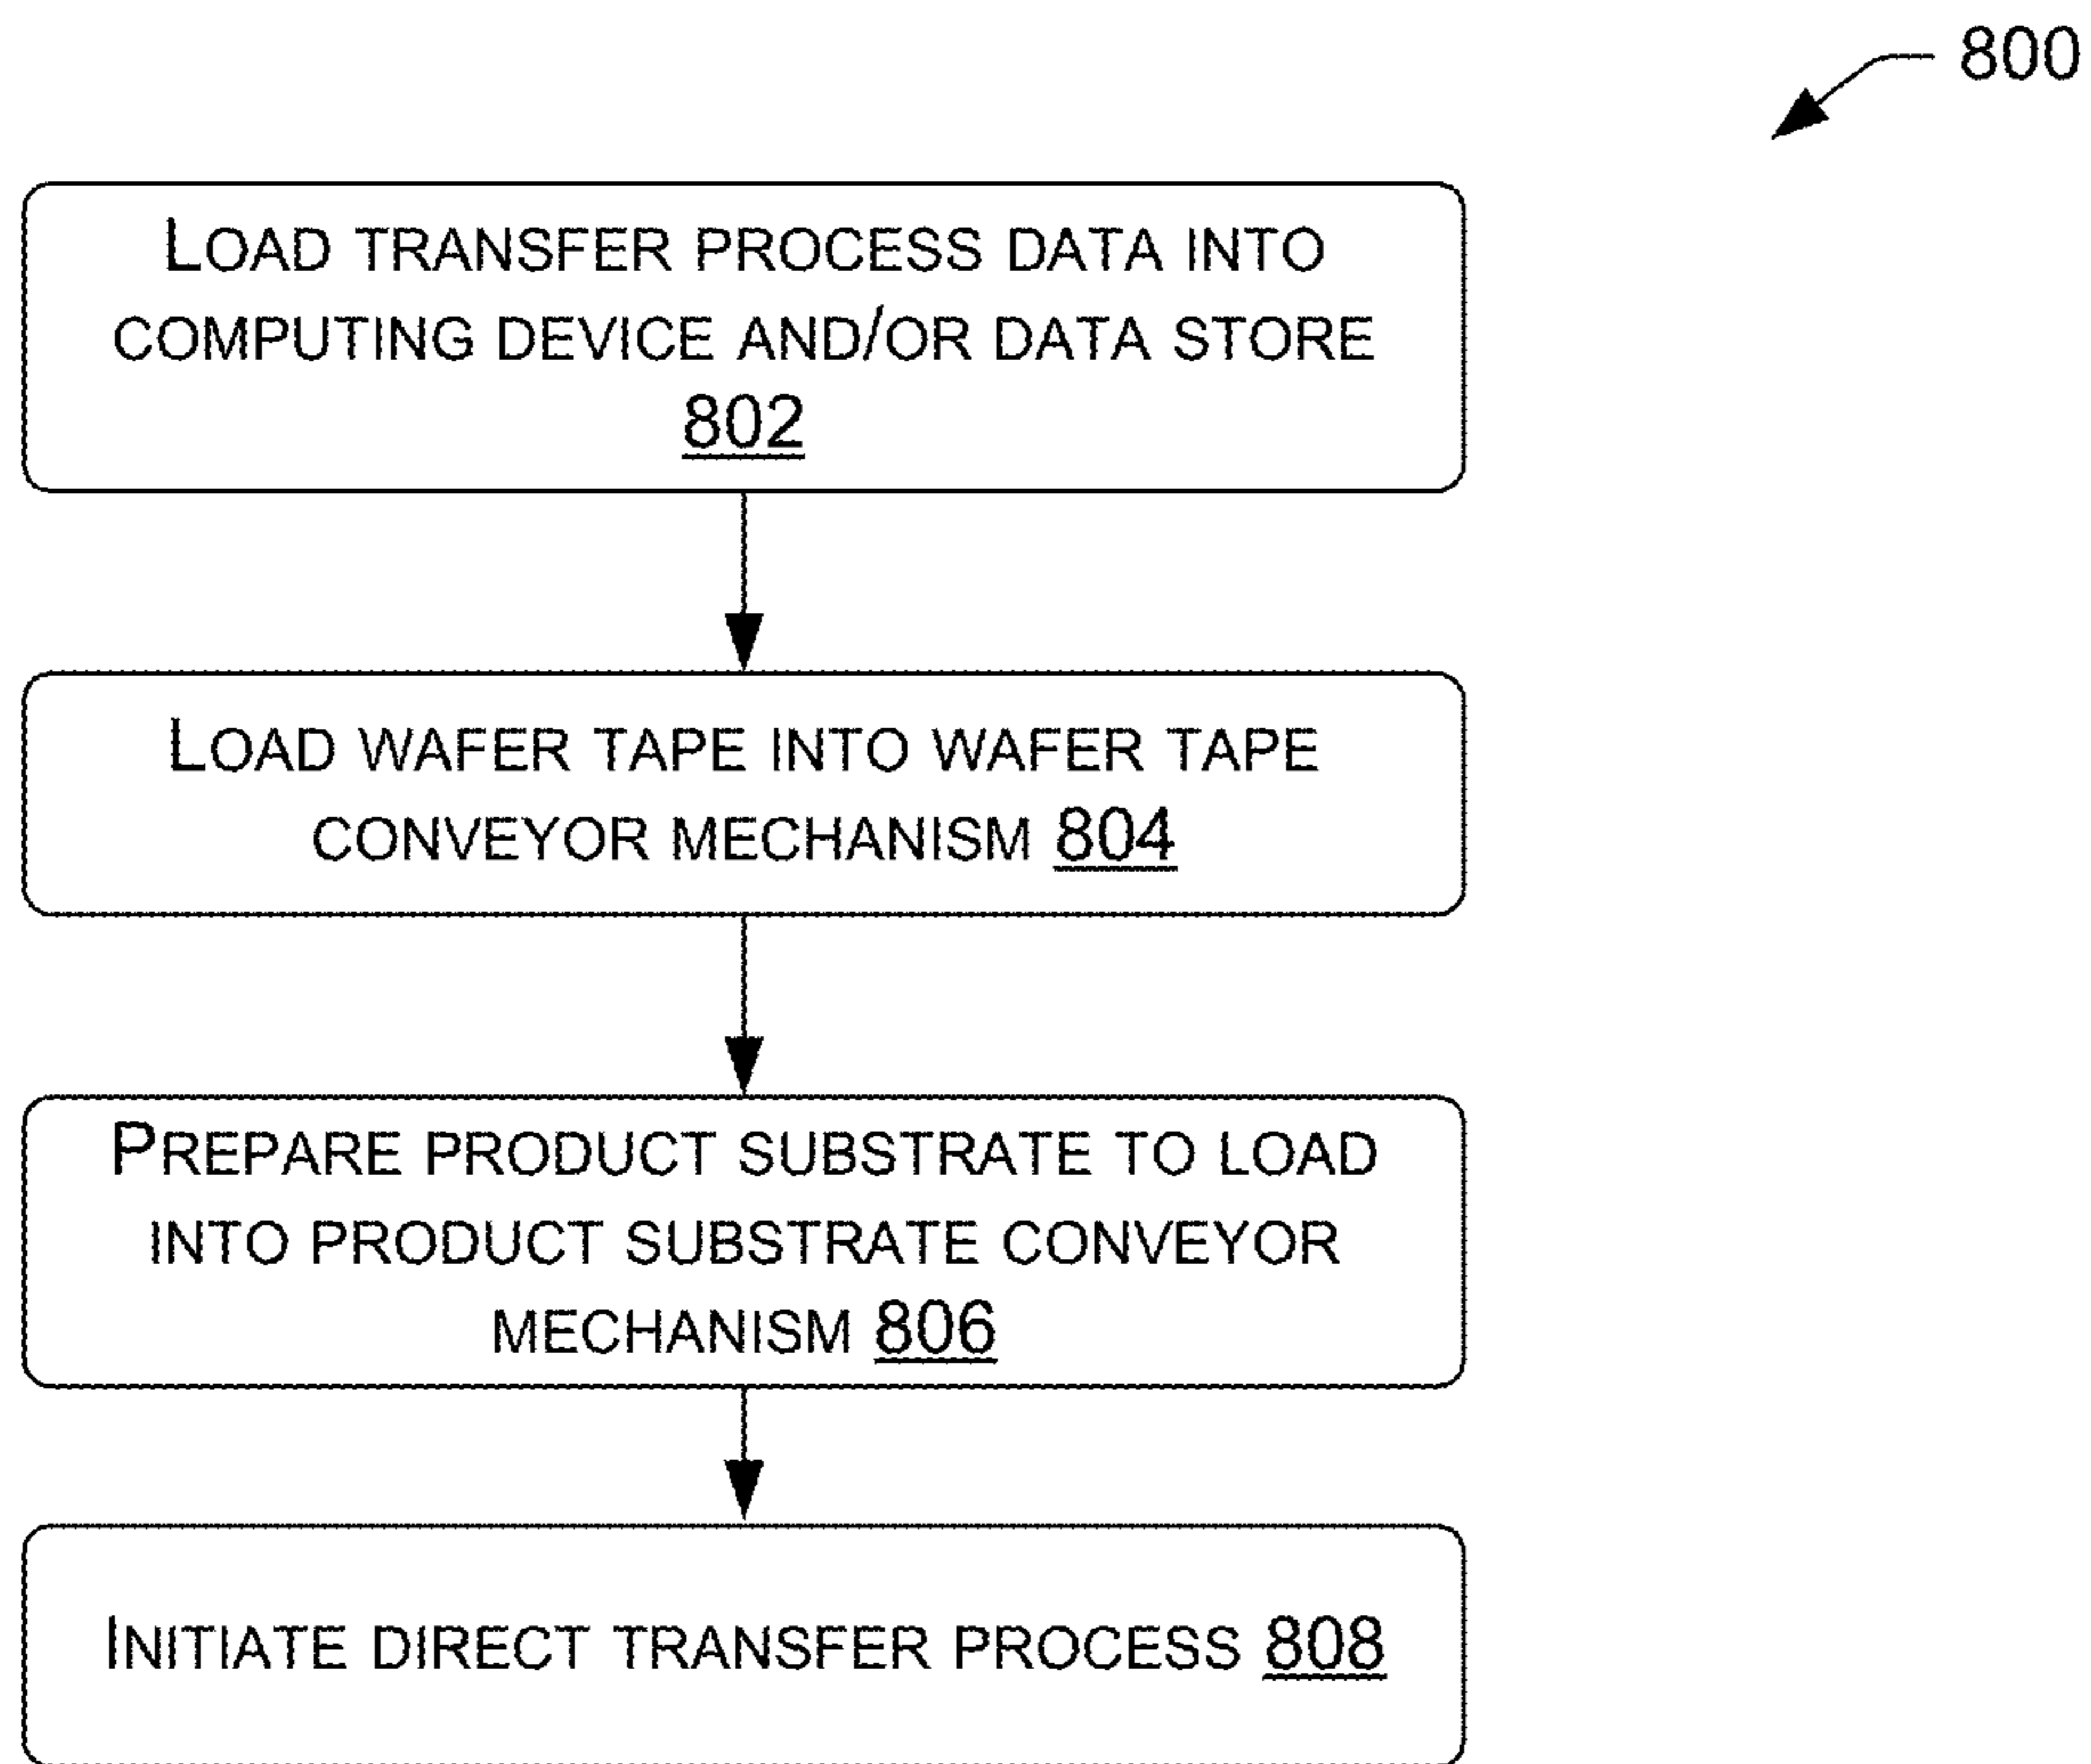 800
LOAD TRANSFER PROCESS DATA INTO
COMPUTING DEVICE AND/OR DATA STORE
802
LOAD WAFER TAPE INTO WAFER TAPE
CONVEYOR MECHANISM 804
PREPARE PRODUCT SUBSTRATE TO LOAD
INTO PRODUCT SUBSTRATE CONVEYOR
MECHANISM 806
INITIATE DIRECT TRANSFER PROCESS 808